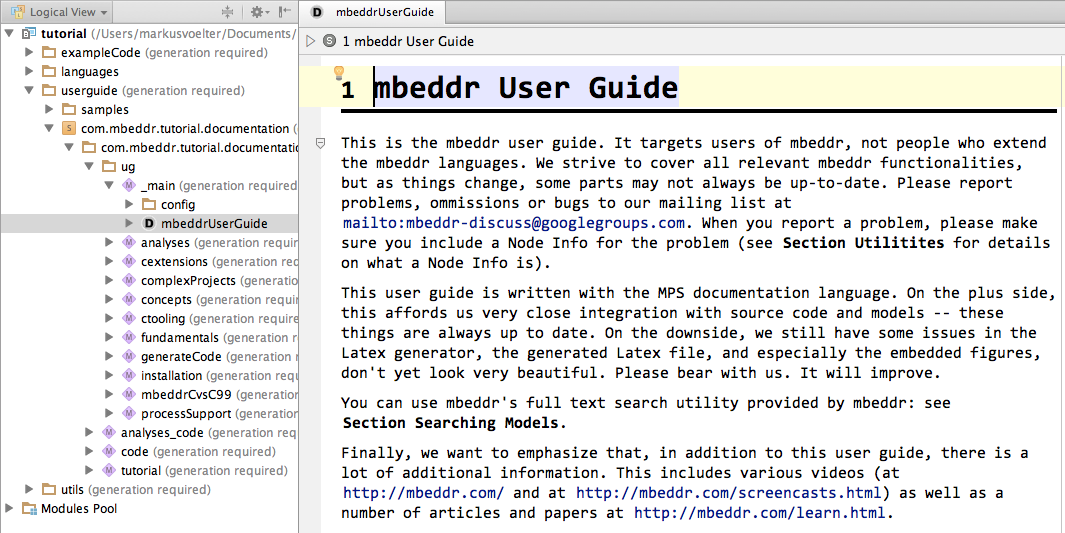 Logical View
tutorial (/Users/markusvoelter/Documents/
exampleCode (generation required)
languages
userguide (generation required)
samples
com.mbeddr.tutorial.documentation (
com.mbeddr.tutorial.documentatio
ug
_main (generation required)
config
mbeddrUserGuide
analyses (generation required)
cextensions (generation required
complexProjects (generation
concepts (generation required
ctooling (generation required)
fundamentals (generation req
generateCode (generation
installation (generation requ
mbeddrCvsC99 (generation
processSupport (generation
analyses_code (generation req
code (generation required)
tutorial (generation required)
utils (generation required)
Modules Pool
D mbeddrUserGuide
S 1 mbeddr User Guide
1 mbeddr User Guide
This is the mbeddr user guide. It targets users of mbeddr, not people who extend
the mbeddr languages. We strive to cover all relevant mbeddr functionalities,
but as things change, some parts may not always be up-to-date. Please report
problems, ommissions or bugs to our mailing list at
mailto:mbeddr-discuss@googlegroups.com. When you report a problem, please make
sure you include a Node Info for the problem (see Section Utilitites for details
on what a Node Info is).
This user guide is written with the MPS documentation language. On the plus side,
this affords us very close integration with source code and models -- these
things are always up to date. On the downside, we still have some issues in the
Latex generator, the generated Latex file, and especially the embedded figures,
don't yet look very beautiful. Please bear with us. It will improve.
You can use mbeddr's full text search utility provided by mbeddr: see
Section Searching Models.
Finally, we want to emphasize that, in addition to this user guide, there is a
lot of additional information. This includes various videos (at
http://mbeddr.com/ and at http://mbeddr.com/screencasts.html) as well as a
number of articles and papers at http://mbeddr.com/learn.html.